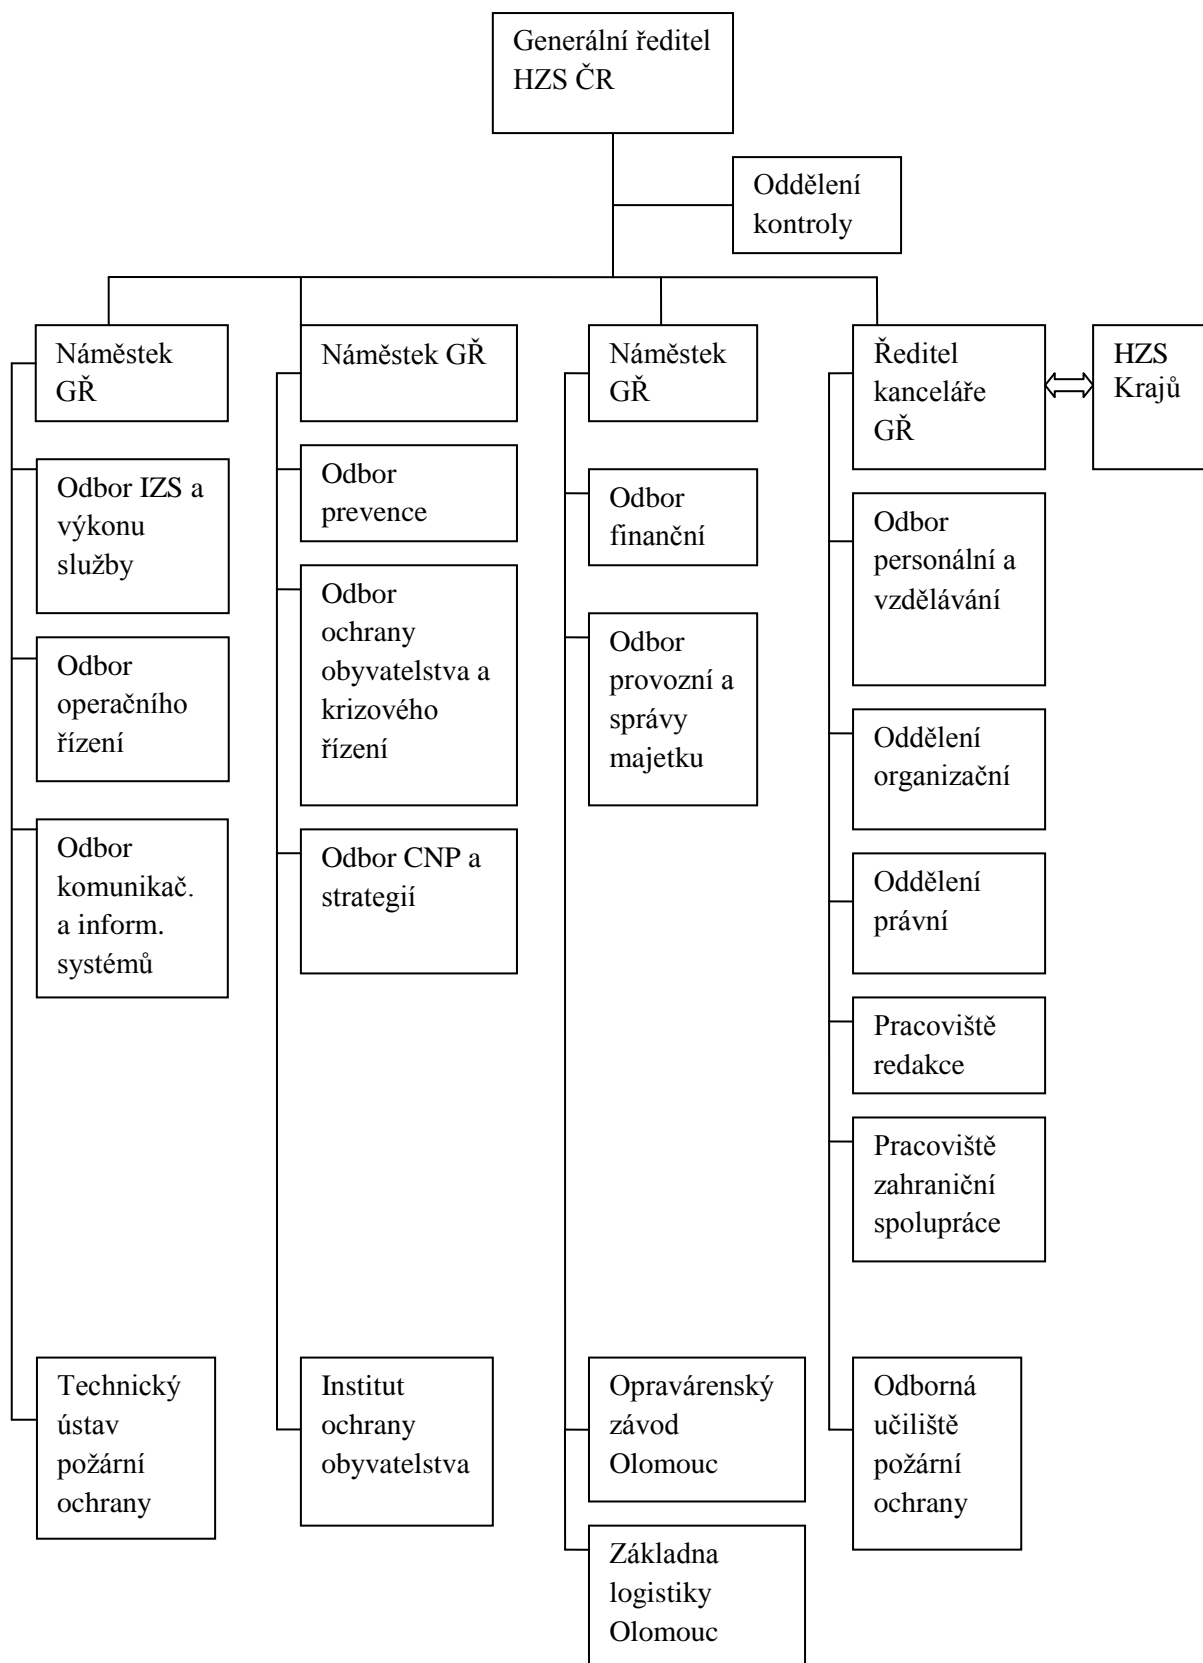 Generální ředitel
HZS ČR
Oddělení
kontroly
Náměstek
GŘ
Náměstek GŘ
Náměstek
GŘ
Ředitel
kanceláře
GŘ
HZS
Krajů
Odbor IZS a
výkonu
služby
Odbor
operačního
řízení
Odbor
komunikač.
a inform.
systémů
Technický
ústav
požární
ochrany
Odbor
prevence
Odbor
ochrany
obyvatelstva a
krizového
řízení
Odbor CNP a
strategií
Institut
ochrany
obyvatelstva
Odbor
finanční
Odbor
provozní a
správy
majetku
Opravárenský
závod
Olomouc
Základna
logistiky
Olomouc
Odbor
personální a
vzdělávání
Oddělení
organizační
Oddělení
právní
Pracoviště
redakce
Pracoviště
zahraniční
spolupráce
Odborná
učiliště
požární
ochrany